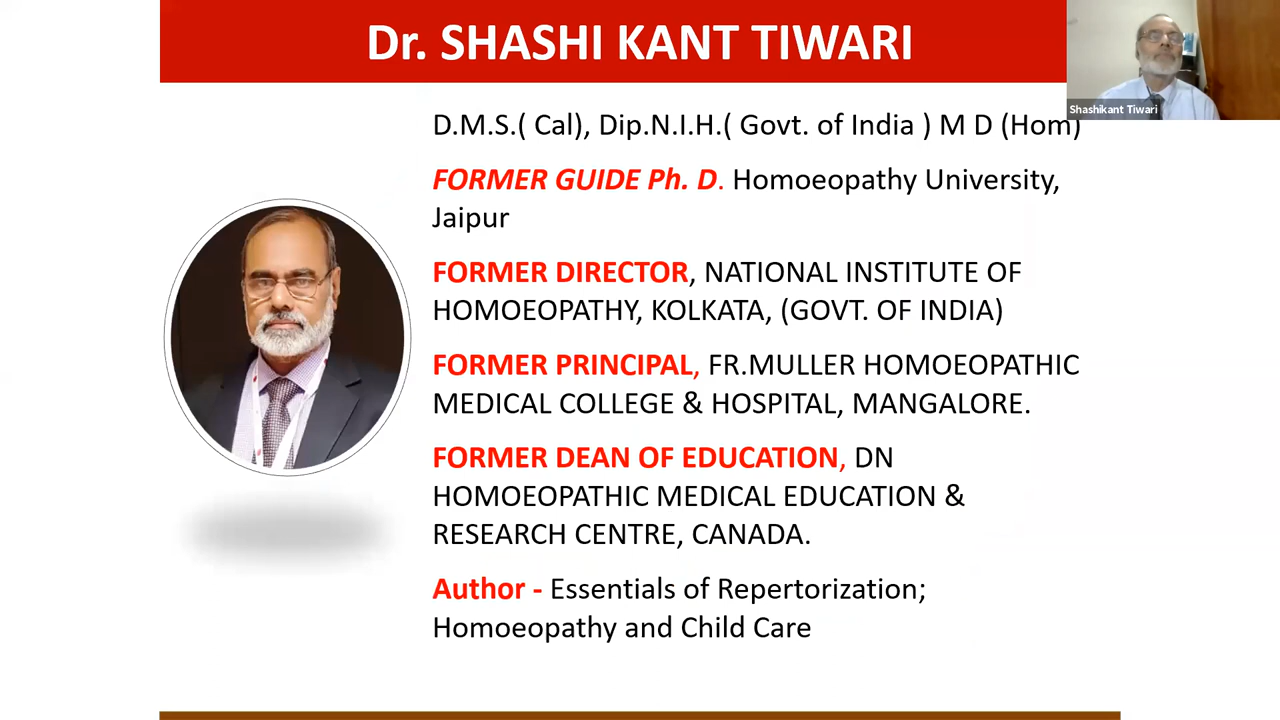 Dr. SHASHI KANT TIWARI
Shashikant Tiwari
D.M.S.( Cal), Dip.N.I.H.( Govt. of India ) M D (Hom)
FORMER GUIDE Ph. D. Homoeopathy University,
Jaipur
FORMER DIRECTOR, NATIONAL INSTITUTE OF
HOMOEOPATHY, KOLKATA, (GOVT. OF INDIA)
FORMER PRINCIPAL, FR.MULLER HOMOEOPATHIC
MEDICAL COLLEGE & HOSPITAL, MANGALORE.
FORMER DEAN OF EDUCATION, DN
HOMOEOPATHIC MEDICAL EDUCATION &
RESEARCH CENTRE, CANADA.
Author - Essentials of Repertorization;
Homoeopathy and Child Care